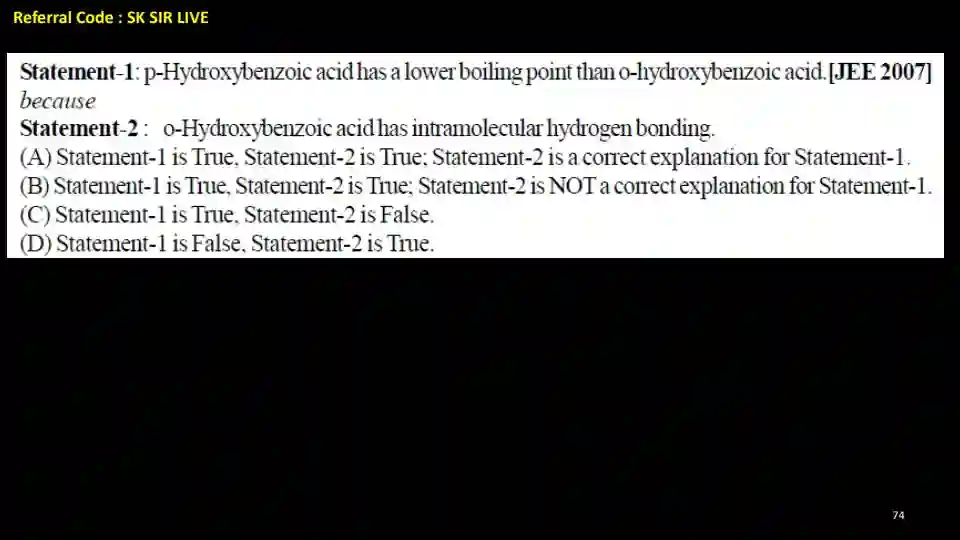 Referral Code : SK SIR LIVE
Statement-1: p-Hydroxybenzoic acid has a lower boiling point than o-hydroxybenzoic acid.[JEE 2007]
because
Statement-2 : o-Hydroxybenzoic acid has intramolecular hydrogen bonding.
(A) Statement-1 is True, Statement-2 is True; Statement-2 is a correct explanation for Statement-1.
(B) Statement-1 is True, Statement-2 is True; Statement-2 is NOT a correct explanation for Statement-1.
(C) Statement-1 is True, Statement-2 is False.
(D) Statement-1 is False, Statement-2 is True.
74